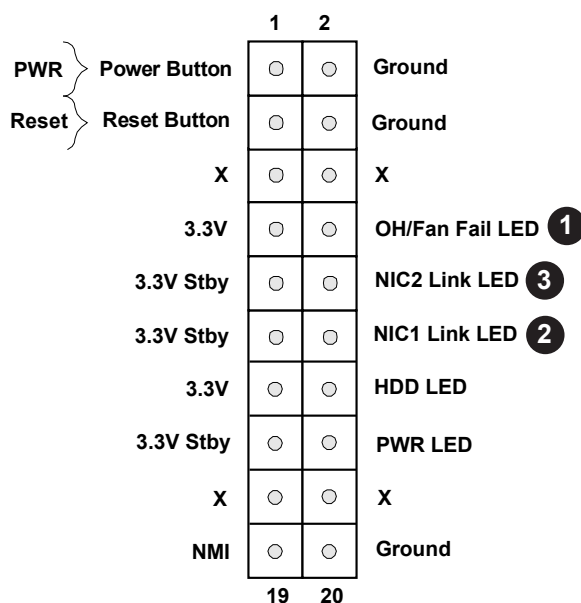 1 2
PWR Power Button Ground
Reset Reset Button Ground
X X
3.3V OH/Fan Fail LED 1
3.3V Stby NIC2 Link LED 3
3.3V Stby NIC1 Link LED 2
3.3V HDD LED
3.3V Stby PWR LED
X X
NMI Ground
19 20